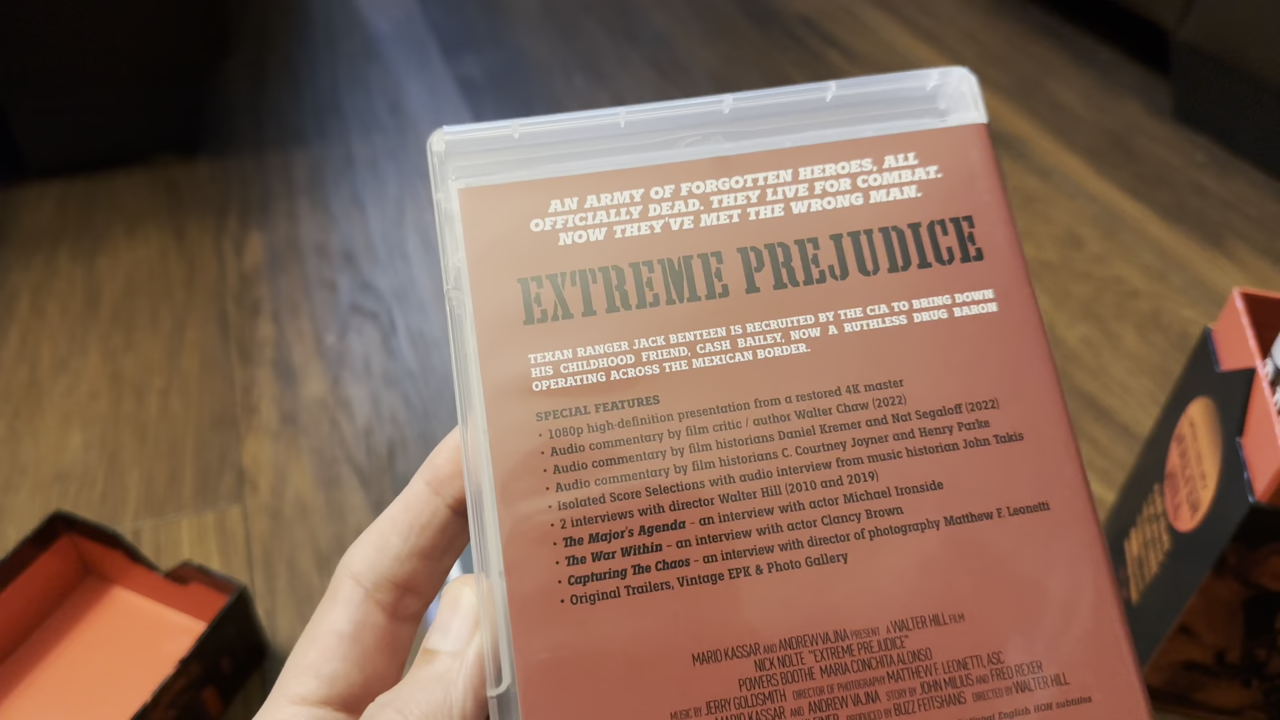 AN ARMY OF FORGOTTEN HEROES, ALL
OFFICIALLY DEAD. THEY LIVE FOR COMBAT.
NOW THEY'VE MET THE WRONG MAN.
EXTREME PREJUDICE
TEXAN RANGER JACK BENTEEN IS RECRUITED BY THE CIA TO BRING DOWN
HIS CHILDHOOD FRIEND, CASH BAILEY, NOW A RUTHLESS DRUG BARON
OPERATING ACROSS THE MEXICAN BORDER.
SPECIAL FEATURES
• 1080p high-definition presentation from a restored 4K master
• Audio commentary by film critic / author Walter Chaw (2022)
• Audio commentary by film historians Daniel Kremer and Nat Segaloff (2022)
• Audio commentary by film historians C. Courtney Joyner and Henry Parke
• Isolated Score Selections with audio interview from music historian John Takis
• 2 interviews with director Walter Hill (2010 and 2019)
• The Major's Agenda – an interview with actor Michael Ironside
• The War Within – an interview with actor Clancy Brown
• Capturing The Chaos – an interview with director of photography Matthew F. Leonetti
• Original Trailers, Vintage EPK & Photo Gallery
MARIO KASSAR AND ANDREW VAJNA PRESENT A WALTER HILL FILM
NICK NOLTE "EXTREME PREJUDICE"
POWERS BOOTHE MARIA CONCHITA ALONSO
MUSIC BY JERRY GOLDSMITH DIRECTOR OF PHOTOGRAPHY MATTHEW F. LEONETTI, ASC
MARIO KASSAR AND ANDREW VAJNA STORY BY JOHN MILIUS AND FRED REXER
PRODUCED BY BUZZ FEITSHANS DIRECTED BY WALTER HILL
English HOH subtitles